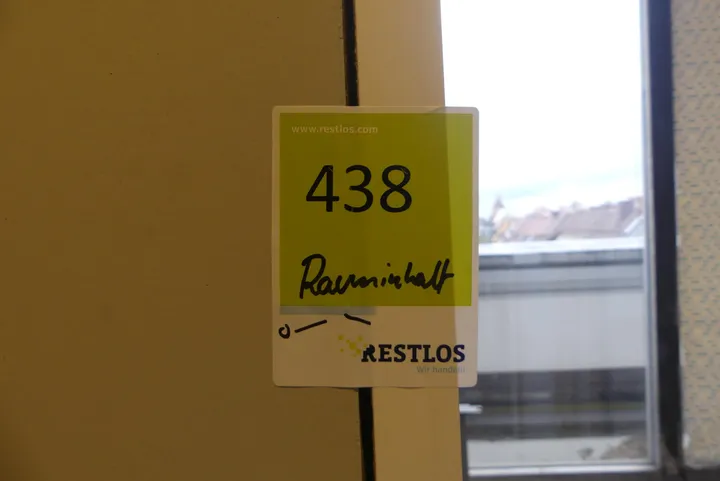 www.restlos.com
438
Rauminhalt
RESTLOS
Wir handeln!